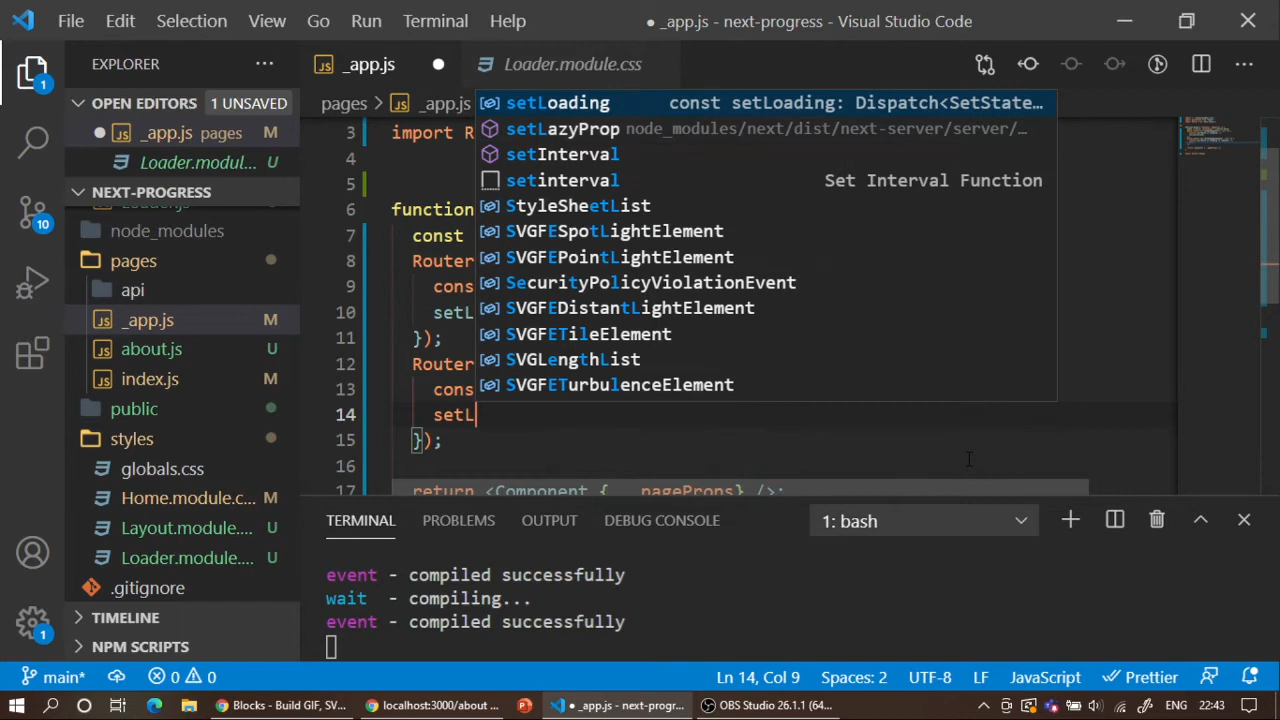 File Edit Selection View Go Run Terminal Help ● _app.js - next-progress - Visual Studio Code
EXPLORER
OPEN EDITORS 1 UNSAVED
_app.js pages M
Loader.modul... U
NEXT-PROGRESS
node_modules
pages
api
_app.js M
about.js U
index.js M
public
styles
globals.css
Home.module.c... M
Layout.module.... U
Loader.module.... U
.gitignore
TIMELINE
NPM SCRIPTS
1
10
1
_app.js ●
Loader.module.css
pages > _app.js
3 import R
4
5
6 function
7 const
8 Router
9 cons
10 setL
11 });
12 Router
13 cons
14 setL
15 });
16
17 return <Component {...pageProps} />;
setLoading const setLoading: Dispatch<SetState…
setLazyProp node_modules/next/dist/next-server/server/…
setInterval
setinterval Set Interval Function
StyleSheetList
SVGFESpotLightElement
SVGFEPointLightElement
SecurityPolicyViolationEvent
SVGFEDistantLightElement
SVGFETileElement
SVGLengthList
SVGFETurbulenceElement
TERMINAL PROBLEMS OUTPUT DEBUG CONSOLE 1: bash
event - compiled successfully
wait - compiling...
event - compiled successfully
main* 0 0 Ln 14, Col 9 Spaces: 2 UTF-8 LF JavaScript Prettier
Blocks - Build GIF, SV... localhost:3000/about ... ● _app.js - next-progr... OBS Studio 26.1.1 (64... ENG 22:43